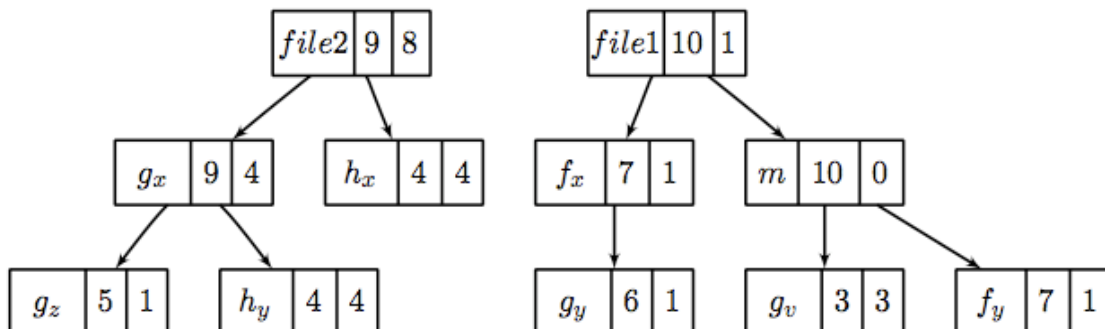 file2 9 8 file1 10 1
g_x 9 4 h_x 4 4 f_x 7 1 m 10 0
g_z 5 1 h_y 4 4 g_y 6 1 g_v 3 3 f_y 7 1